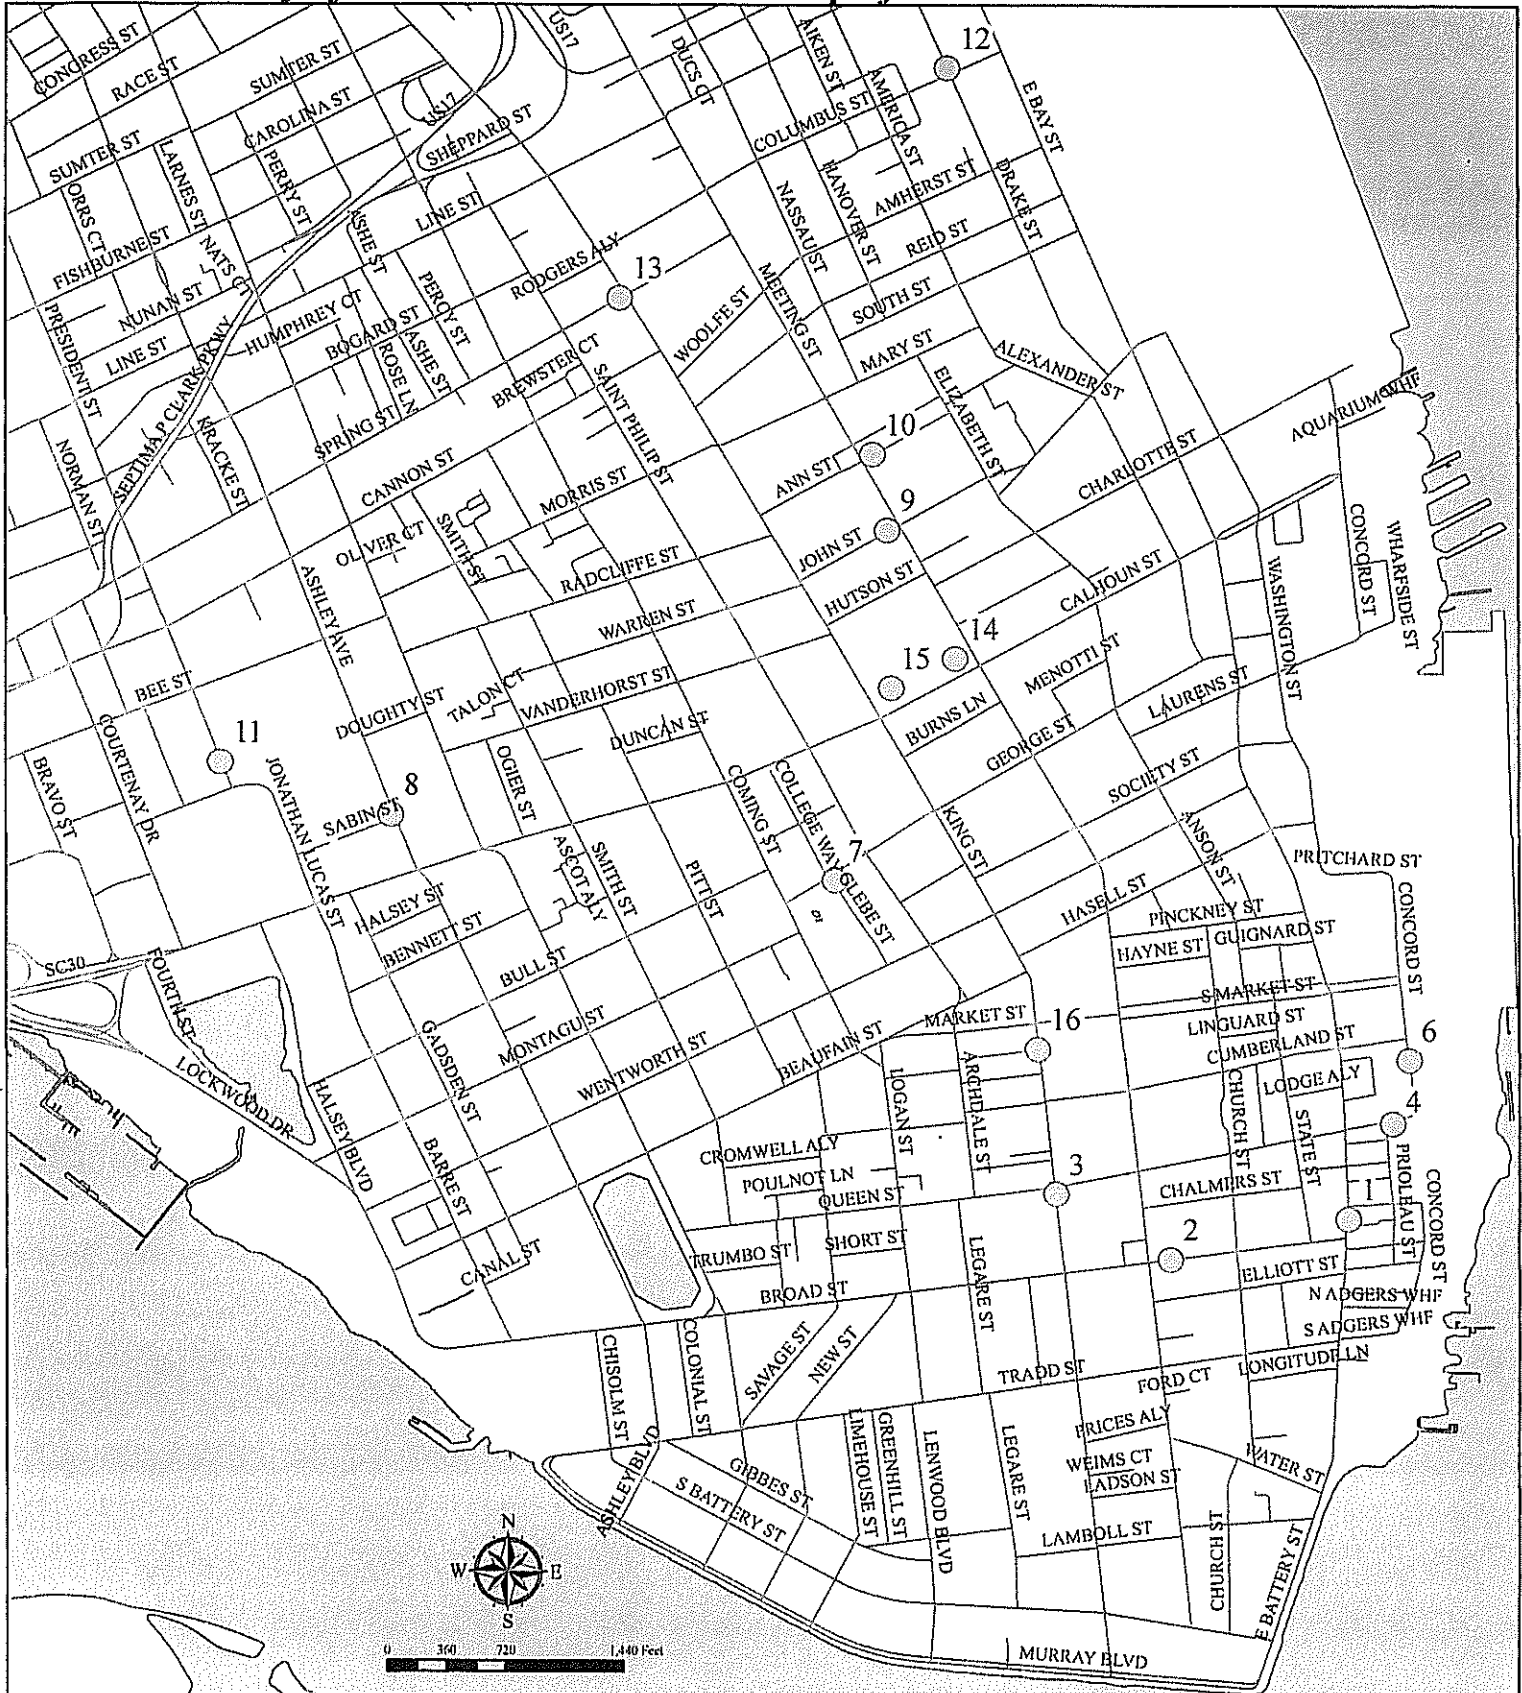 CONGRESS ST
RACE ST
SUMTER ST
US17
US17
DUCS CT
AIKEN ST
AMERICA ST
12
E BAY ST
CAROLINA ST
SHEPPARD ST
COLUMBUS ST
SUMTER ST
LARNES ST
PERRY ST
ORRS CT
ASHE ST
LINE ST
NASSAU ST
HANOVER ST
AMHERST ST
DRAKE ST
REID ST
FISHBURNE ST
NATS CT
NUNAN ST
RODGERS ALY
13
PERCY ST
WOOLFE ST
MEETING ST
SOUTH ST
PRESIDENT ST
LINE ST
HUMPHREY CT
BOGARD ST
ROSE LN
ASHE ST
BREWSTER CT
MARY ST
ALEXANDER ST
SEPTIMA P CLARK PKWY
KRACKE ST
SPRING ST
SAINT PHILIP ST
ELIZABETH ST
AQUARIUM WHF
NORMAN ST
CANNON ST
MORRIS ST
ANN ST
10
CHARLOTTE ST
OLIVER CT
SMITH ST
JOHN ST
9
CONCORD ST
WHARFSIDE ST
ASHLEY AVE
RADCLIFFE ST
HUTSON ST
CALHOUN ST
WASHINGTON ST
WARREN ST
14
15
MENOTTI ST
BEE ST
DOUGHTY ST
TALON CT
VANDERHORST ST
BURNS LN
LAURENS ST
COURTENAY DR
11
DUNCAN ST
GEORGE ST
BRAVO ST
JONATHAN LUCAS ST
SABIN ST
8
OGIER ST
COMING ST
COLLEGE WAY
SOCIETY ST
KING ST
ANSON ST
PRITCHARD ST
ASCOT ALY
SMITH ST
PITT ST
7
GLEBE ST
HALSEY ST
BENNETT ST
HASELL ST
PINCKNEY ST
CONCORD ST
HAYNE ST
GUIGNARD ST
SC30
FOURTH ST
BULL ST
S MARKET ST
MARKET ST
16
LINGUARD ST
GADSDEN ST
MONTAGU ST
WENTWORTH ST
BEAUFAIN ST
CUMBERLAND ST
6
LOCKWOOD DR
HALSEY BLVD
LOGAN ST
ARCHDALE ST
CHURCH ST
LODGE ALY
4
STATE ST
BARRE ST
CROMWELL ALY
POULNOT LN
QUEEN ST
3
CHALMERS ST
1
PRIOLEAU ST
CONCORD ST
CANAL ST
TRUMBO ST
SHORT ST
LEGARE ST
2
ELLIOTT ST
BROAD ST
N ADGERS WHF
S ADGERS WHF
CHISOLM ST
COLONIAL ST
SAVAGE ST
NEW ST
TRADD ST
FORD CT
LONGITUDE LN
LIMEHOUSE ST
GREENHILL ST
LENWOOD BLVD
LEGARE ST
PRICES ALY
WEIMS CT
LADSON ST
WATER ST
ASHLEY BLVD
GIBBES ST
S BATTERY ST
LAMBOLL ST
CHURCH ST
E BATTERY ST
N
W E
S
0 360 720 1,440 Feet
MURRAY BLVD